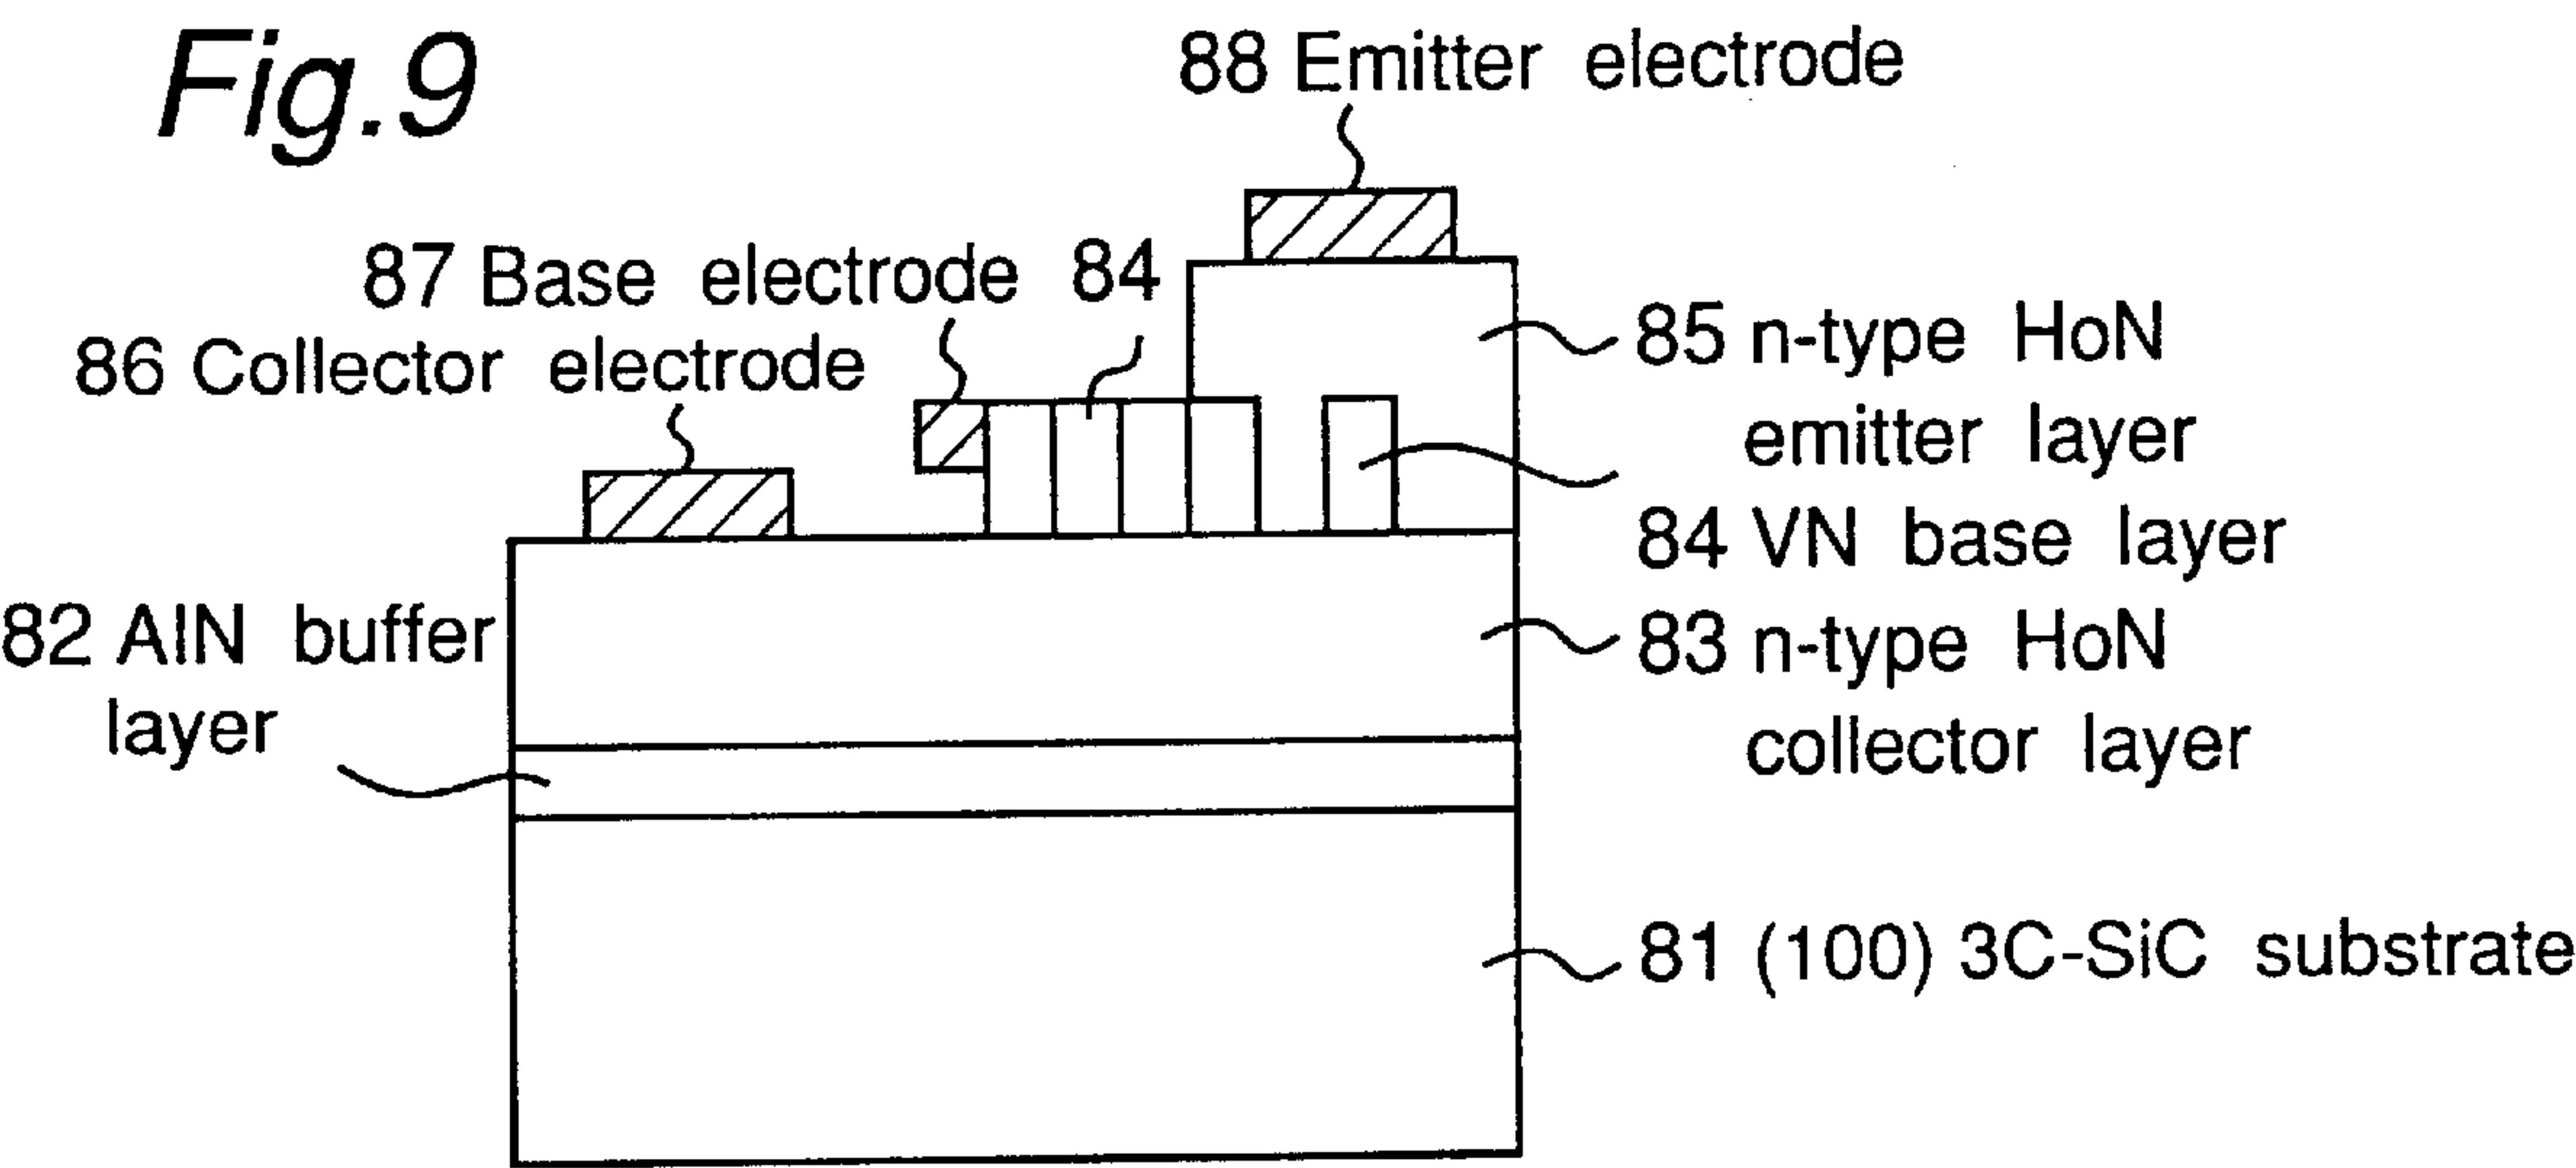 Fig.9
88 Emitter electrode
87 Base electrode 84
86 Collector electrode
85 n-type HoN
emitter layer
84 VN base layer
82 AlN buffer
layer
83 n-type HoN
collector layer
81 (100) 3C-SiC substrate